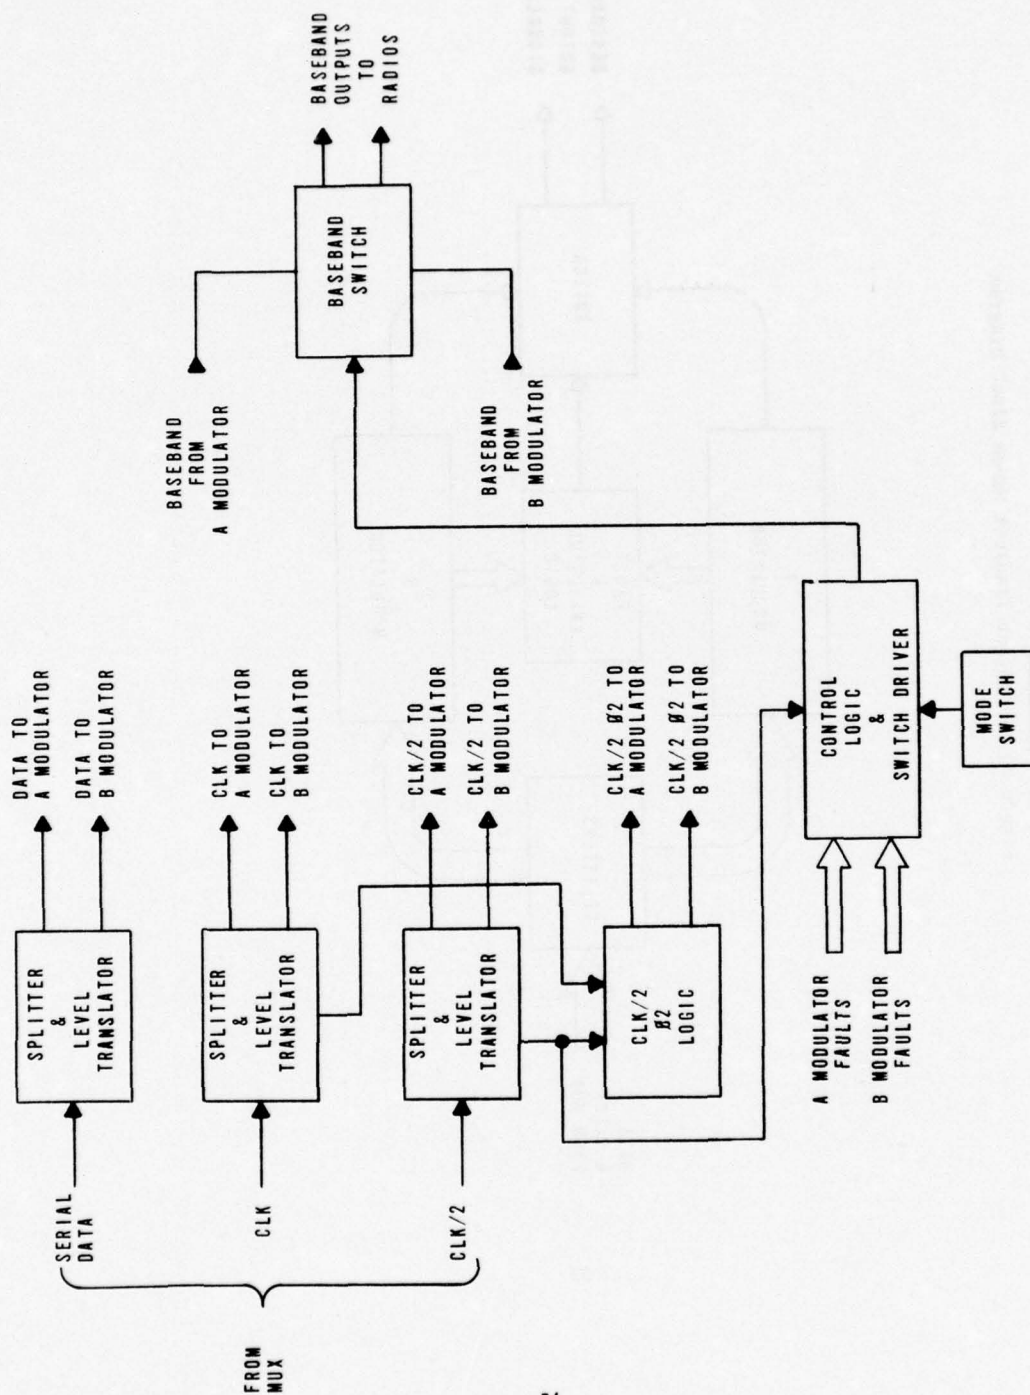 FROM
MUX
SERIAL
DATA
CLK
CLK/2
SPLITTER
&
LEVEL
TRANSLATOR
DATA TO
A MODULATOR
DATA TO
B MODULATOR
SPLITTER
&
LEVEL
TRANSLATOR
CLK TO
A MODULATOR
CLK TO
B MODULATOR
SPLITTER
&
LEVEL
TRANSLATOR
CLK/2 TO
A MODULATOR
CLK/2 TO
B MODULATOR
CLK/2
Ø2
LOGIC
CLK/2 Ø2 TO
A MODULATOR
CLK/2 Ø2 TO
B MODULATOR
A MODULATOR
FAULTS
B MODULATOR
FAULTS
CONTROL
LOGIC
&
SWITCH DRIVER
MODE
SWITCH
BASEBAND
FROM
A MODULATOR
BASEBAND
FROM
B MODULATOR
BASEBAND
SWITCH
BASEBAND
OUTPUTS
TO
RADIOS